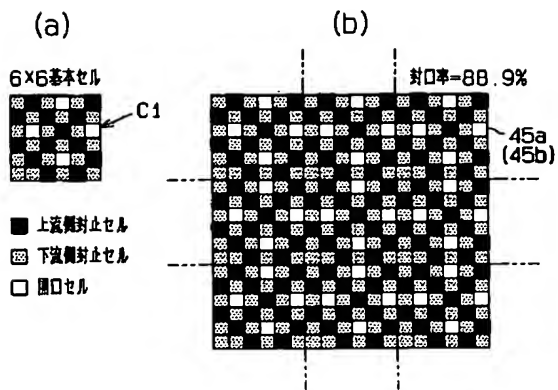 (a)
(b)
6×6基本セル
封口率=88.9%
C1
45a
(45b)
上流側封止セル
下流側封止セル
開口セル